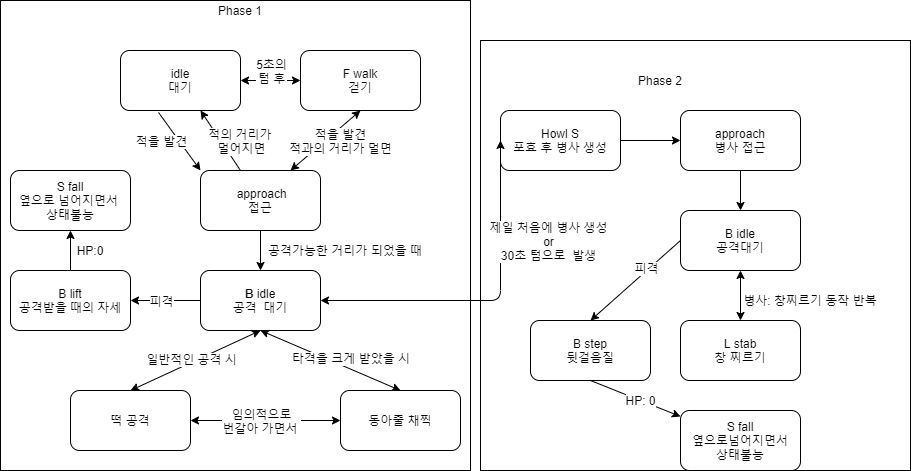 Phase 1
idle
대기
5초의
텀 후
F walk
걷기
적을 발견
적의 거리가
멀어지면
적을 발견
적과의 거리가 멀면
approach
접근
S fall
옆으로 넘어지면서
상태불능
HP:0
공격가능한 거리가 되었을 때
B lift
공격받을 때의 자세
피격
B idle
공격 대기
일반적인 공격 시
타격을 크게 받았을 시
떡 공격
임의적으로
번갈아 가면서
동아줄 채찍
제일 처음에 병사 생성
or
30초 텀으로 발생
Phase 2
Howl S
포효 후 병사 생성
approach
병사 접근
B idle
공격대기
피격
병사: 창찌르기 동작 반복
B step
뒷걸음질
L stab
창 찌르기
HP: 0
S fall
옆으로넘어지면서
상태불능